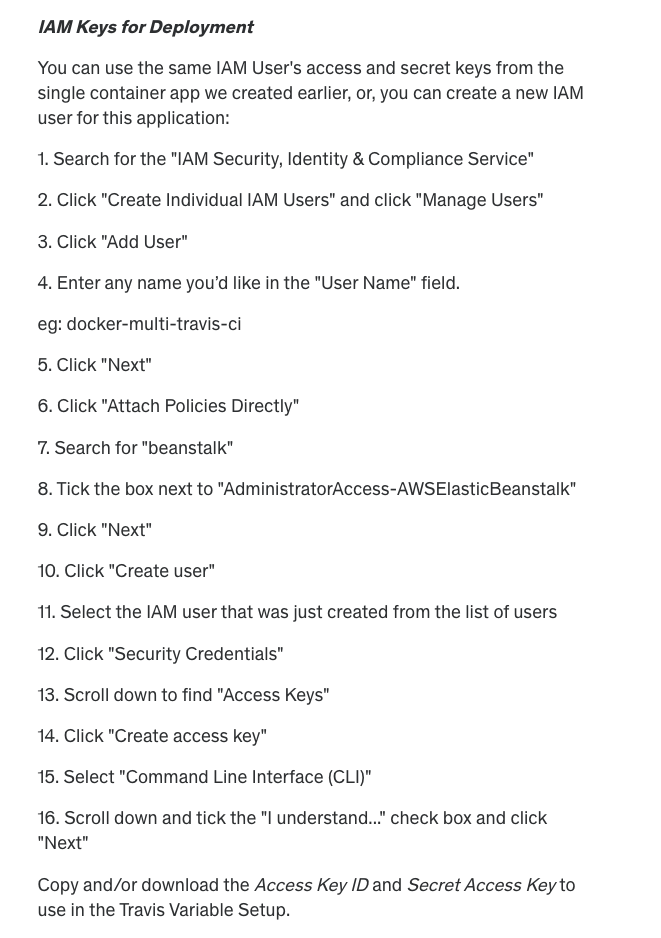 IAM Keys for Deployment
You can use the same IAM User's access and secret keys from the
single container app we created earlier, or, you can create a new IAM
user for this application:
1. Search for the "IAM Security, Identity & Compliance Service"
2. Click "Create Individual IAM Users" and click "Manage Users"
3. Click "Add User"
4. Enter any name you’d like in the "User Name" field.
eg: docker-multi-travis-ci
5. Click "Next"
6. Click "Attach Policies Directly"
7. Search for "beanstalk"
8. Tick the box next to "AdministratorAccess-AWSElasticBeanstalk"
9. Click "Next"
10. Click "Create user"
11. Select the IAM user that was just created from the list of users
12. Click "Security Credentials"
13. Scroll down to find "Access Keys"
14. Click "Create access key"
15. Select "Command Line Interface (CLI)"
16. Scroll down and tick the "I understand..." check box and click
"Next"
Copy and/or download the Access Key ID and Secret Access Key to
use in the Travis Variable Setup.